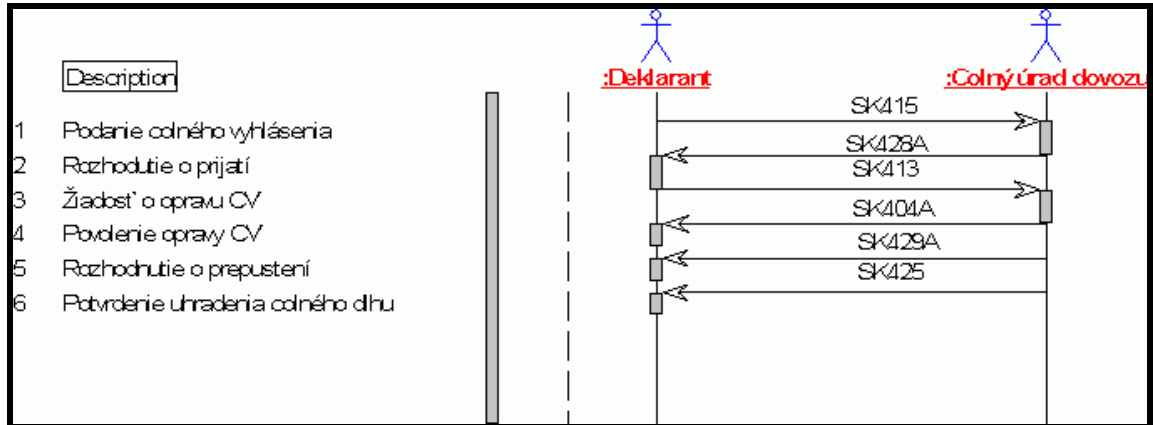 :Deklarant
:Colný úrad dovozu
Description
SK415
1 Podanie colného vyhlásenia
SK428A
2 Rozhodutie o prijatí
SK413
3 Žiadosť o opravu CV
SK404A
4 Povolenie opravy CV
SK429A
5 Rozhodnutie o prepustení
SK425
6 Potvrdenie uhradenia colného dlhu